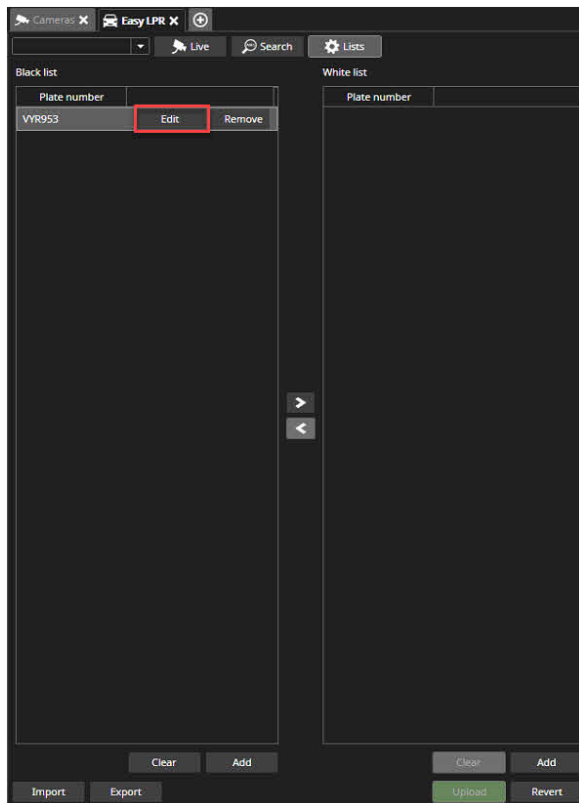 Cameras Easy LPR
Live Search Lists
Black list White list
Plate number Plate number
VYR953 Edit Remove
Clear Add Clear Add
Import Export Upload Revert